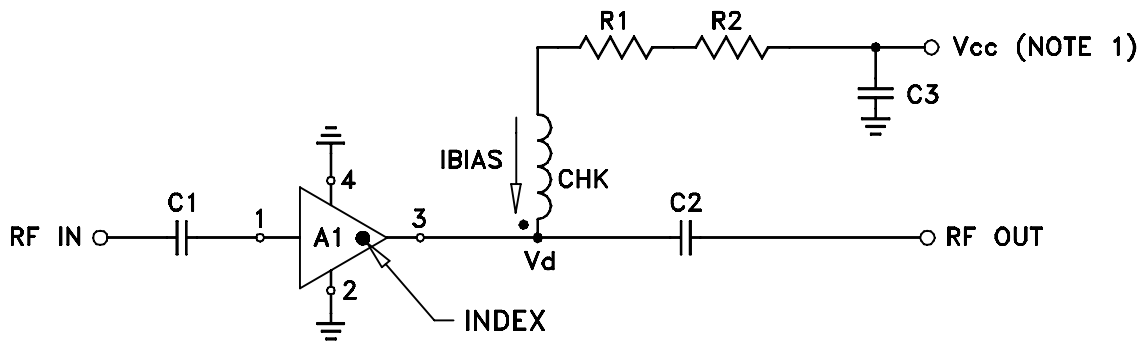 R1
R2
Vcc (NOTE 1)
C3
IBIAS
CHK
4
C1
1
A1
3
C2
RF IN
RF OUT
Vd
2
INDEX